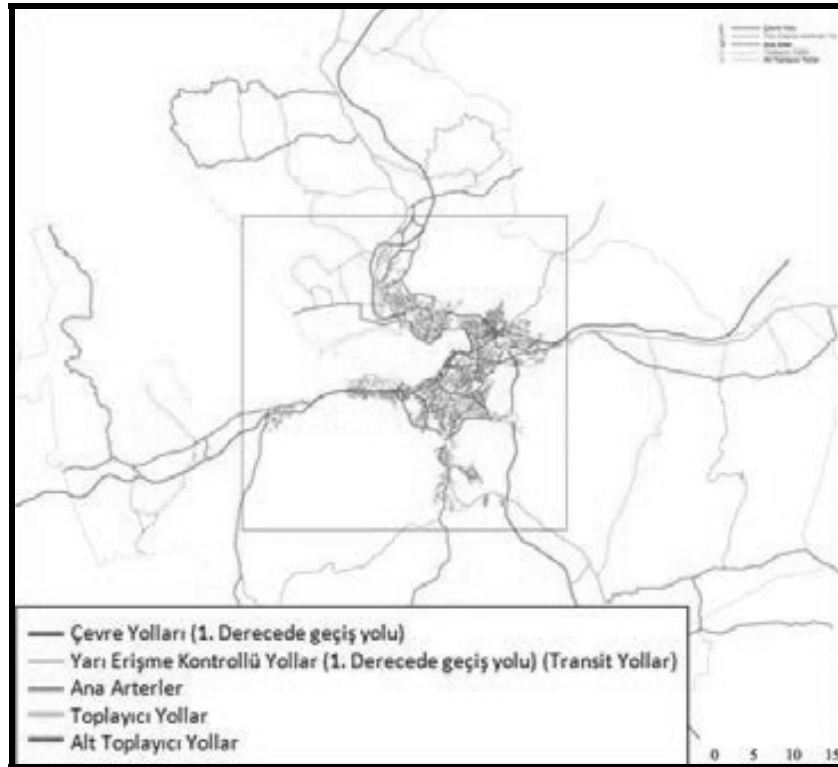 Çevre Yolları (1. Derecede geçiş yolu)
Yarı Erişme Kontrollü Yollar (1. Derecede geçiş yolu) (Transit Yollar)
Ana Arterler
Toplayıcı Yollar
Alt Toplayıcı Yollar
0 5 10 15